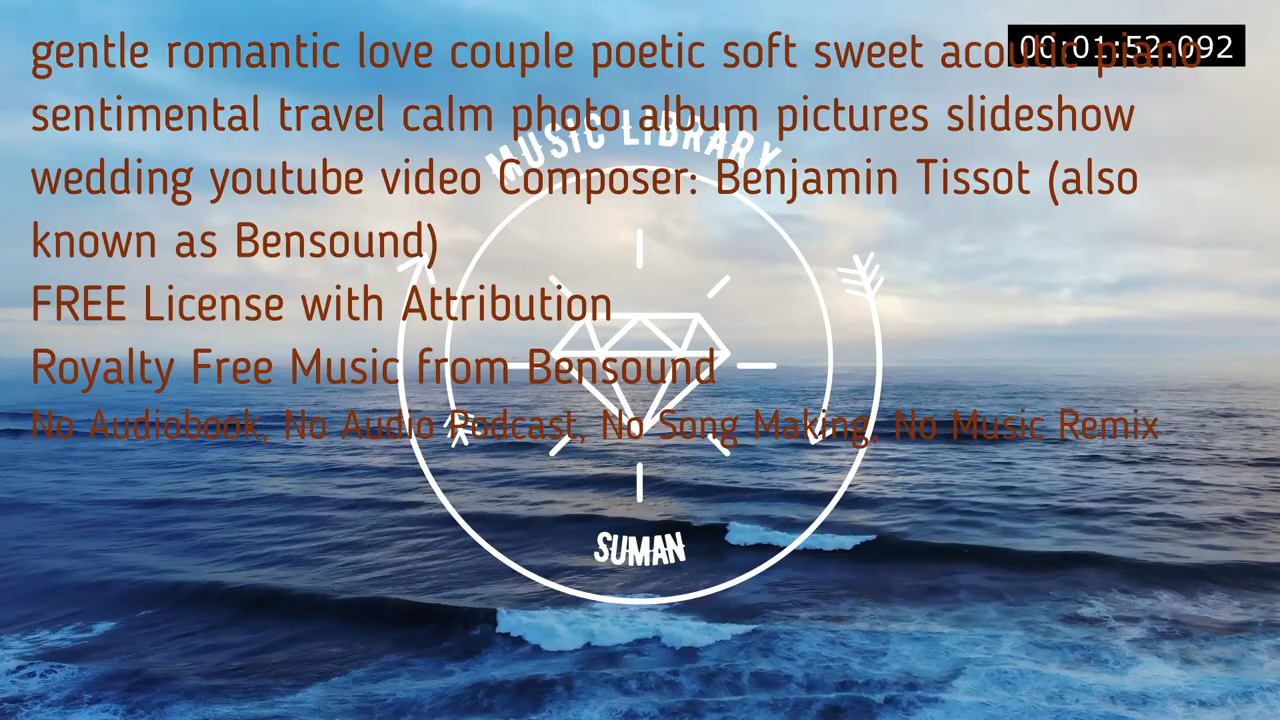 gentle romantic love couple poetic soft sweet acoutic piano
00:01:52.092
sentimental travel calm photo album pictures slideshow
MUSIC LIBRARY
wedding youtube video Composer: Benjamin Tissot (also
known as Bensound)
FREE License with Attribution
Royalty Free Music from Bensound
No Audiobook, No Audio Podcast, No Song Making, No Music Remix
SUMAN